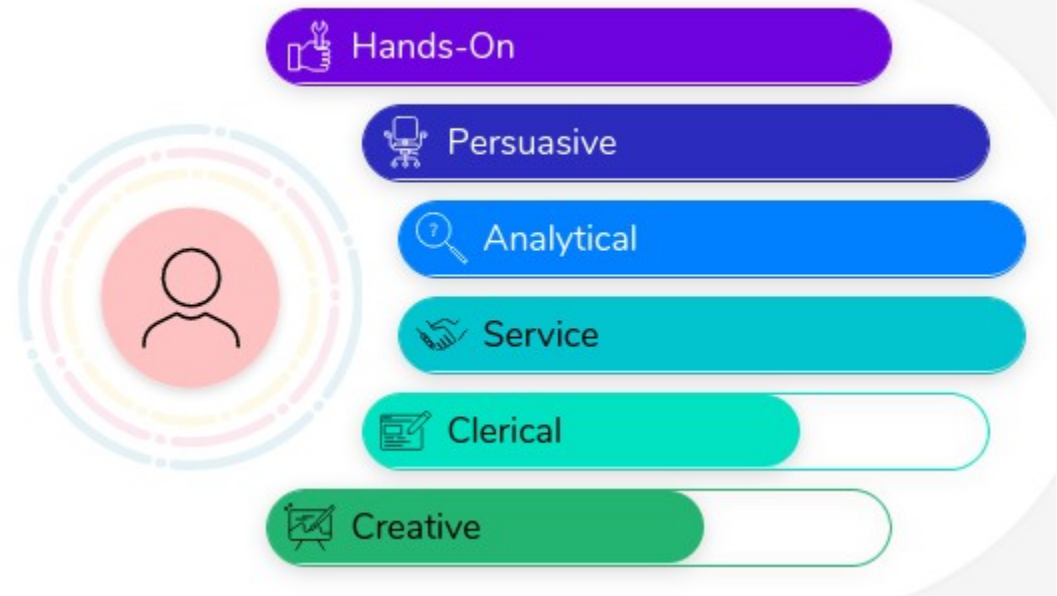 Hands-On
Persuasive
?
Analytical
Service
Clerical
Creative